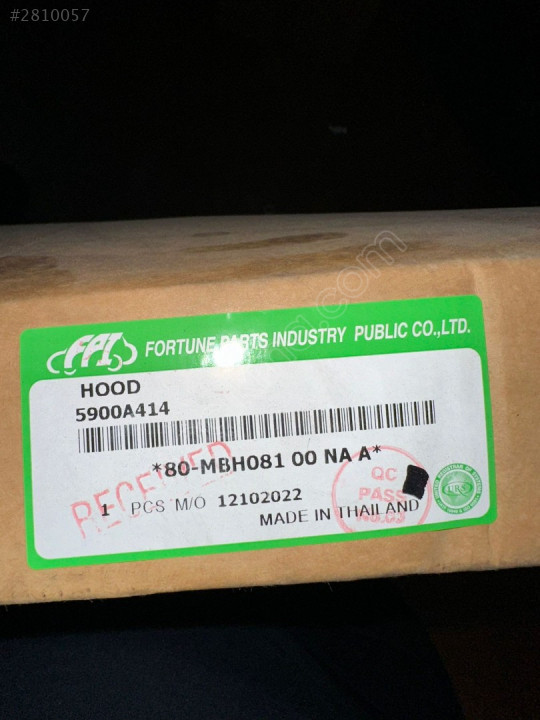 #2810057
FPI FORTUNE PARTS INDUSTRY PUBLIC CO.,LTD.
HOOD
5900A414
*80-MBH081 00 NA A*
RECEIVED
QC
PASS
1 PCS M/O 12102022
MADE IN THAILAND